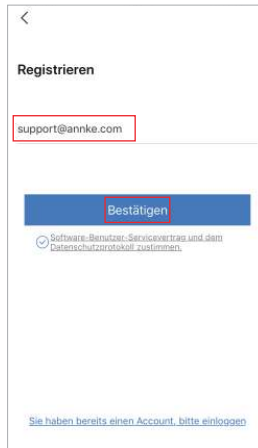 Registrieren
support@annke.com
Bestätigen
Software-Benutzer-Servicevertrag und dem
Datenschutzprotokoll zustimmen.
Sie haben bereits einen Account, bitte einloggen